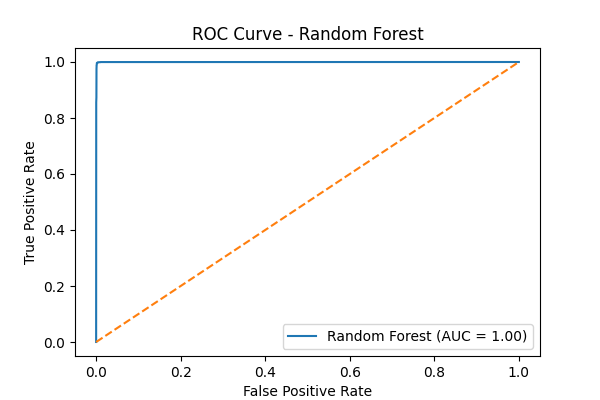 ROC Curve - Random Forest
True Positive Rate
1.0
0.8
0.6
0.4
0.2
0.0
Random Forest (AUC = 1.00)
0.0 0.2 0.4 0.6 0.8 1.0
False Positive Rate